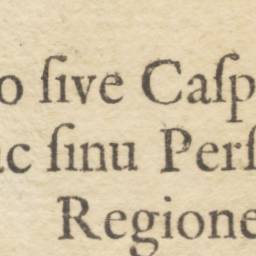 o ſive Caſp
ac ſinu Perſ
Regione